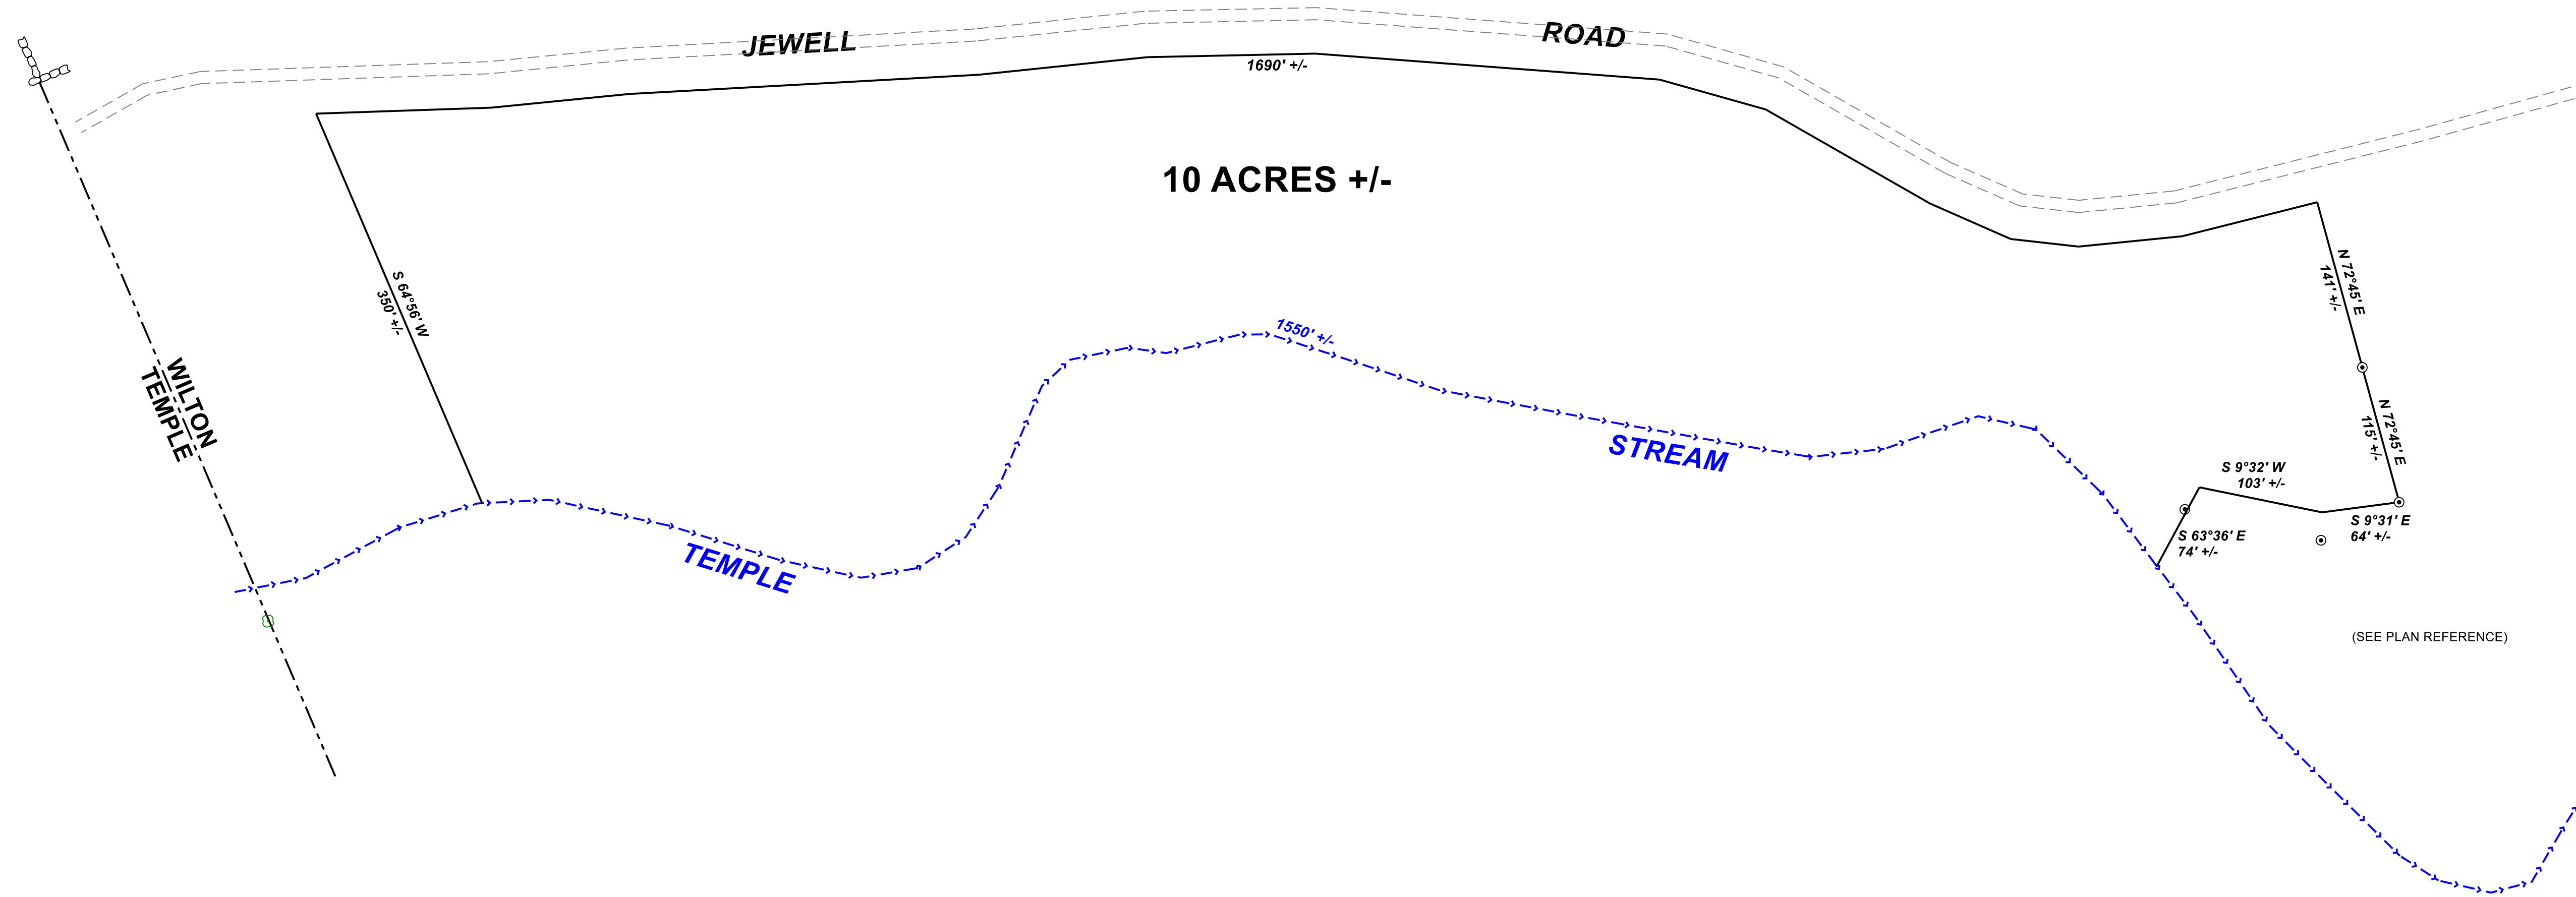 JEWELL ROAD
1690' +/-
10 ACRES +/-
S 64°56' W
350' +/-
WILTON
TEMPLE
1550' +/-
TEMPLE STREAM
N 72°45' E
141' +/-
N 72°45' E
115' +/-
S 9°32' W
103' +/-
S 9°31' E
64' +/-
S 63°36' E
74' +/-
(SEE PLAN REFERENCE)